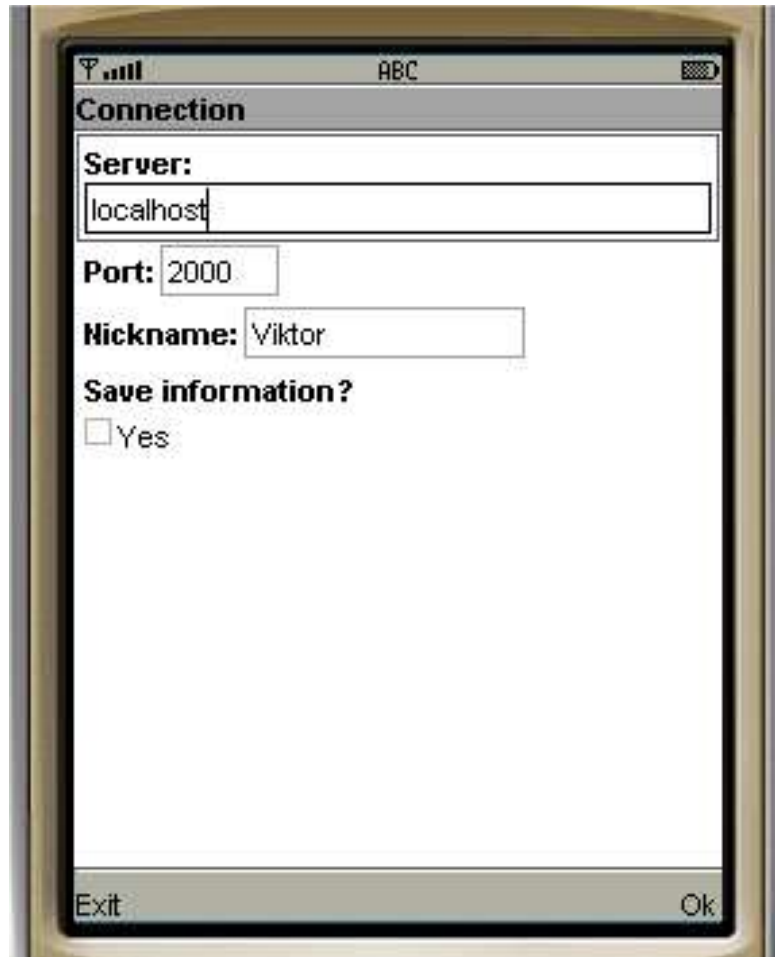 ABC
Connection
Server:
localhost
Port: 2000
Nickname: Viktor
Save information?
Yes
Exit Ok